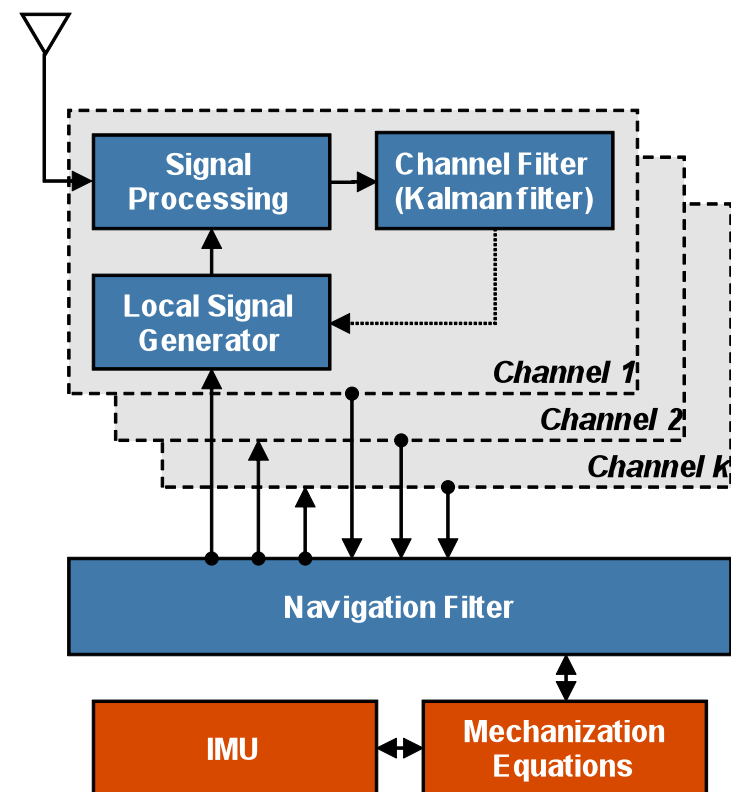 Signal
Processing
Channel Filter
(Kalman filter)
Local Signal
Generator
Channel 1
Channel 2
Channel k
Navigation Filter
IMU
Mechanization
Equations